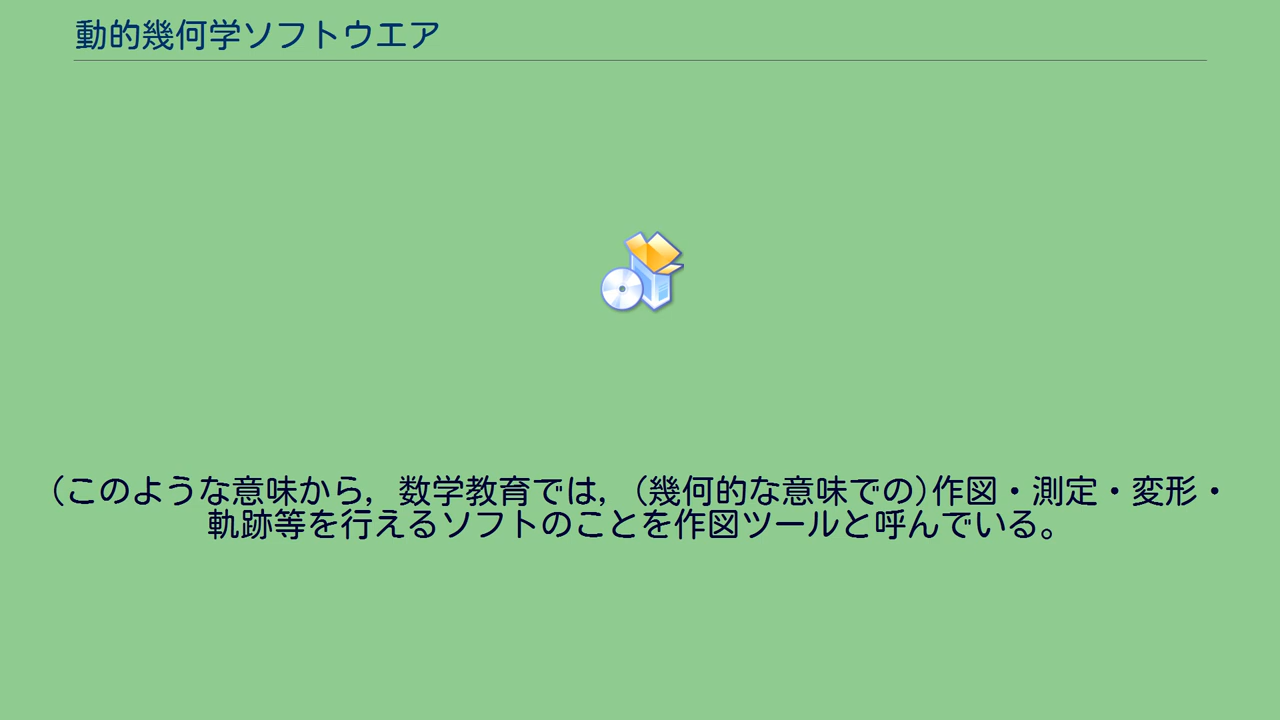 動的幾何学ソフトウエア
(このような意味から，数学教育では，(幾何的な意味での)作図・測定・変形・
軌跡等を行えるソフトのことを作図ツールと呼んでいる。